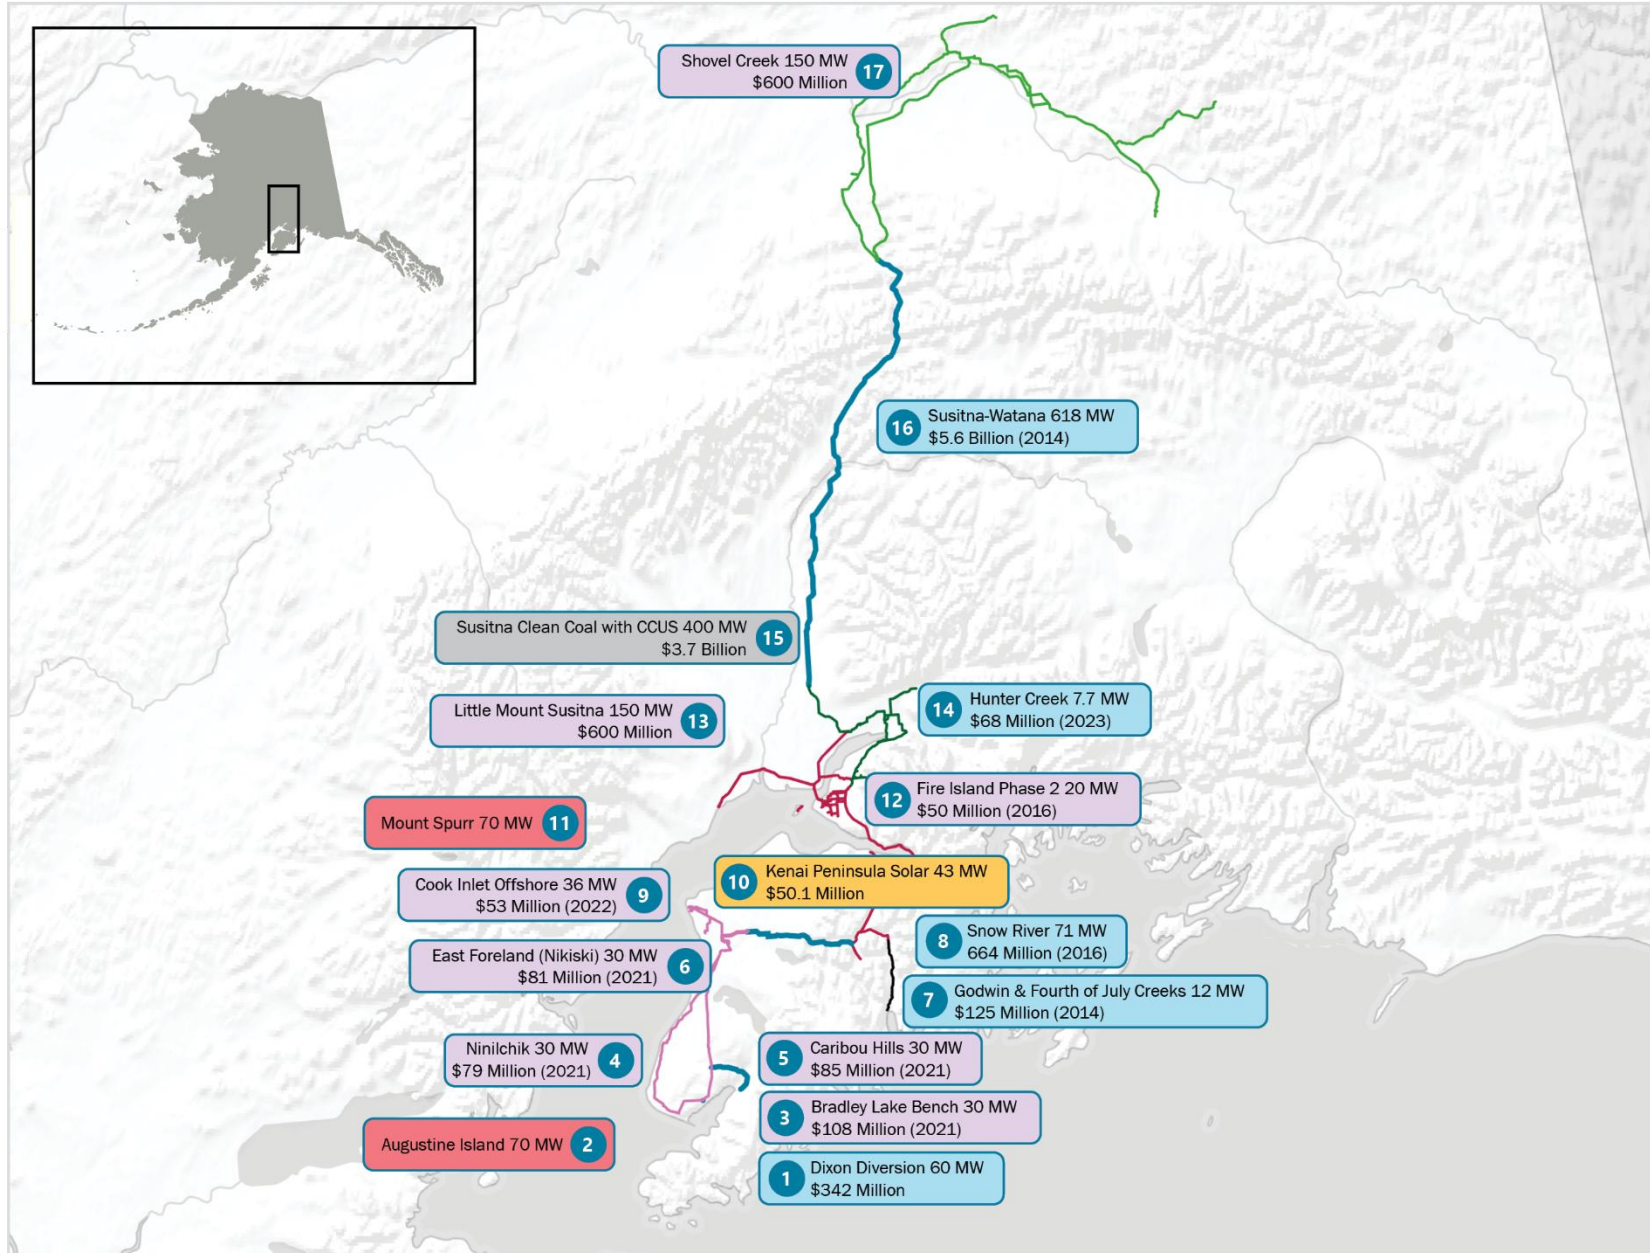 Shovel Creek 150 MW
$600 Million
17
16
Susitna-Watana 618 MW
$5.6 Billion (2014)
Susitna Clean Coal with CCUS 400 MW
$3.7 Billion
15
Little Mount Susitna 150 MW
$600 Million
13
14
Hunter Creek 7.7 MW
$68 Million (2023)
12
Fire Island Phase 2 20 MW
$50 Million (2016)
Mount Spurr 70 MW
11
10
Kenai Peninsula Solar 43 MW
$50.1 Million
Cook Inlet Offshore 36 MW
$53 Million (2022)
9
8
Snow River 71 MW
664 Million (2016)
East Foreland (Nikiski) 30 MW
$81 Million (2021)
6
7
Godwin & Fourth of July Creeks 12 MW
$125 Million (2014)
Ninilchik 30 MW
$79 Million (2021)
4
5
Caribou Hills 30 MW
$85 Million (2021)
3
Bradley Lake Bench 30 MW
$108 Million (2021)
Augustine Island 70 MW
2
1
Dixon Diversion 60 MW
$342 Million